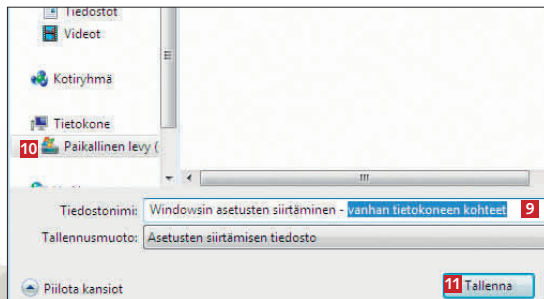 Tiedostot
Videot
Kotiryhmä
Tietokone
10 Paikallinen levy (
Tiedostonimi: Windowsin asetusten siirtäminen - vanhan tietokoneen kohteet 9
Tallennusmuoto: Asetusten siirtämisen tiedosto
Piilota kansiot 11 Tallenna